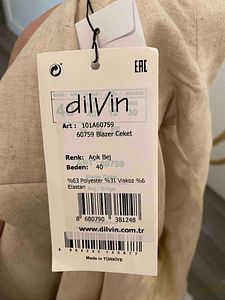 EAC
dilvin
Art : 101A60759
60759 Blazer Ceket
Renk: Açık Bej
Beden: 40
%63 Polyester %31 Viskoz %6
Elastan
8 680790 381248
www.dilvin.com.tr
Made in TÜRKİYE